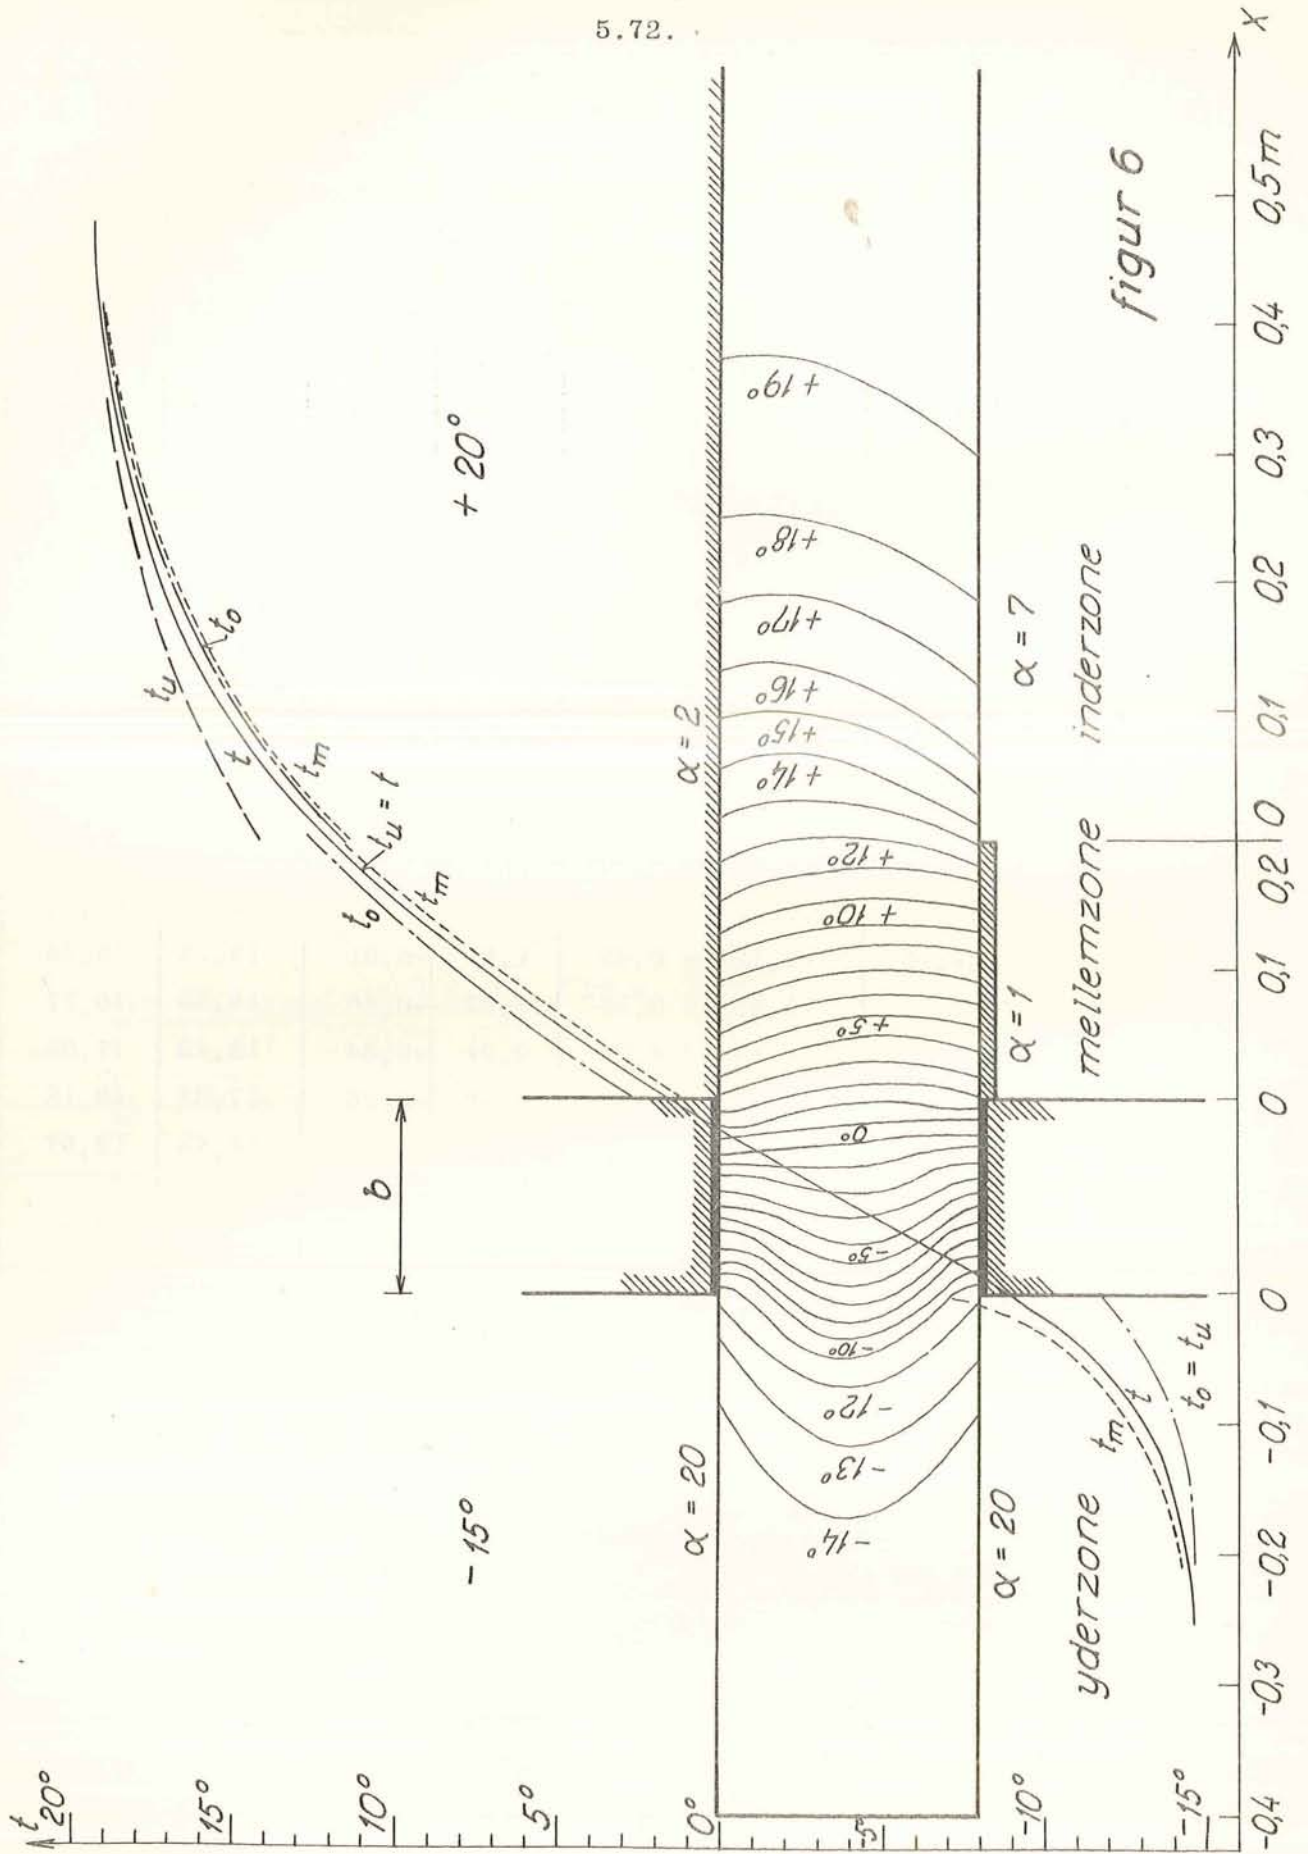 5.72.
t
20°
15°
10°
5°
0°
-5°
-10°
-15°
-0,4
-0,3
-0,2
-0,1
0
0
0,1
0,2
0
0,1
0,2
0,3
0,4
0,5m
X
-15°
+20°
b
t_u
t_o
t
t_m
t_u = t
t_o
t_m
α = 20
α = 2
-14°
-13°
-12°
-10°
-5°
0°
+5°
+10°
+12°
+14°
+15°
+16°
+17°
+18°
+19°
α = 20
α = 1
α = 7
t_m
t
t_o = t_u
yderzone
mellemzone
inderzone
figur 6